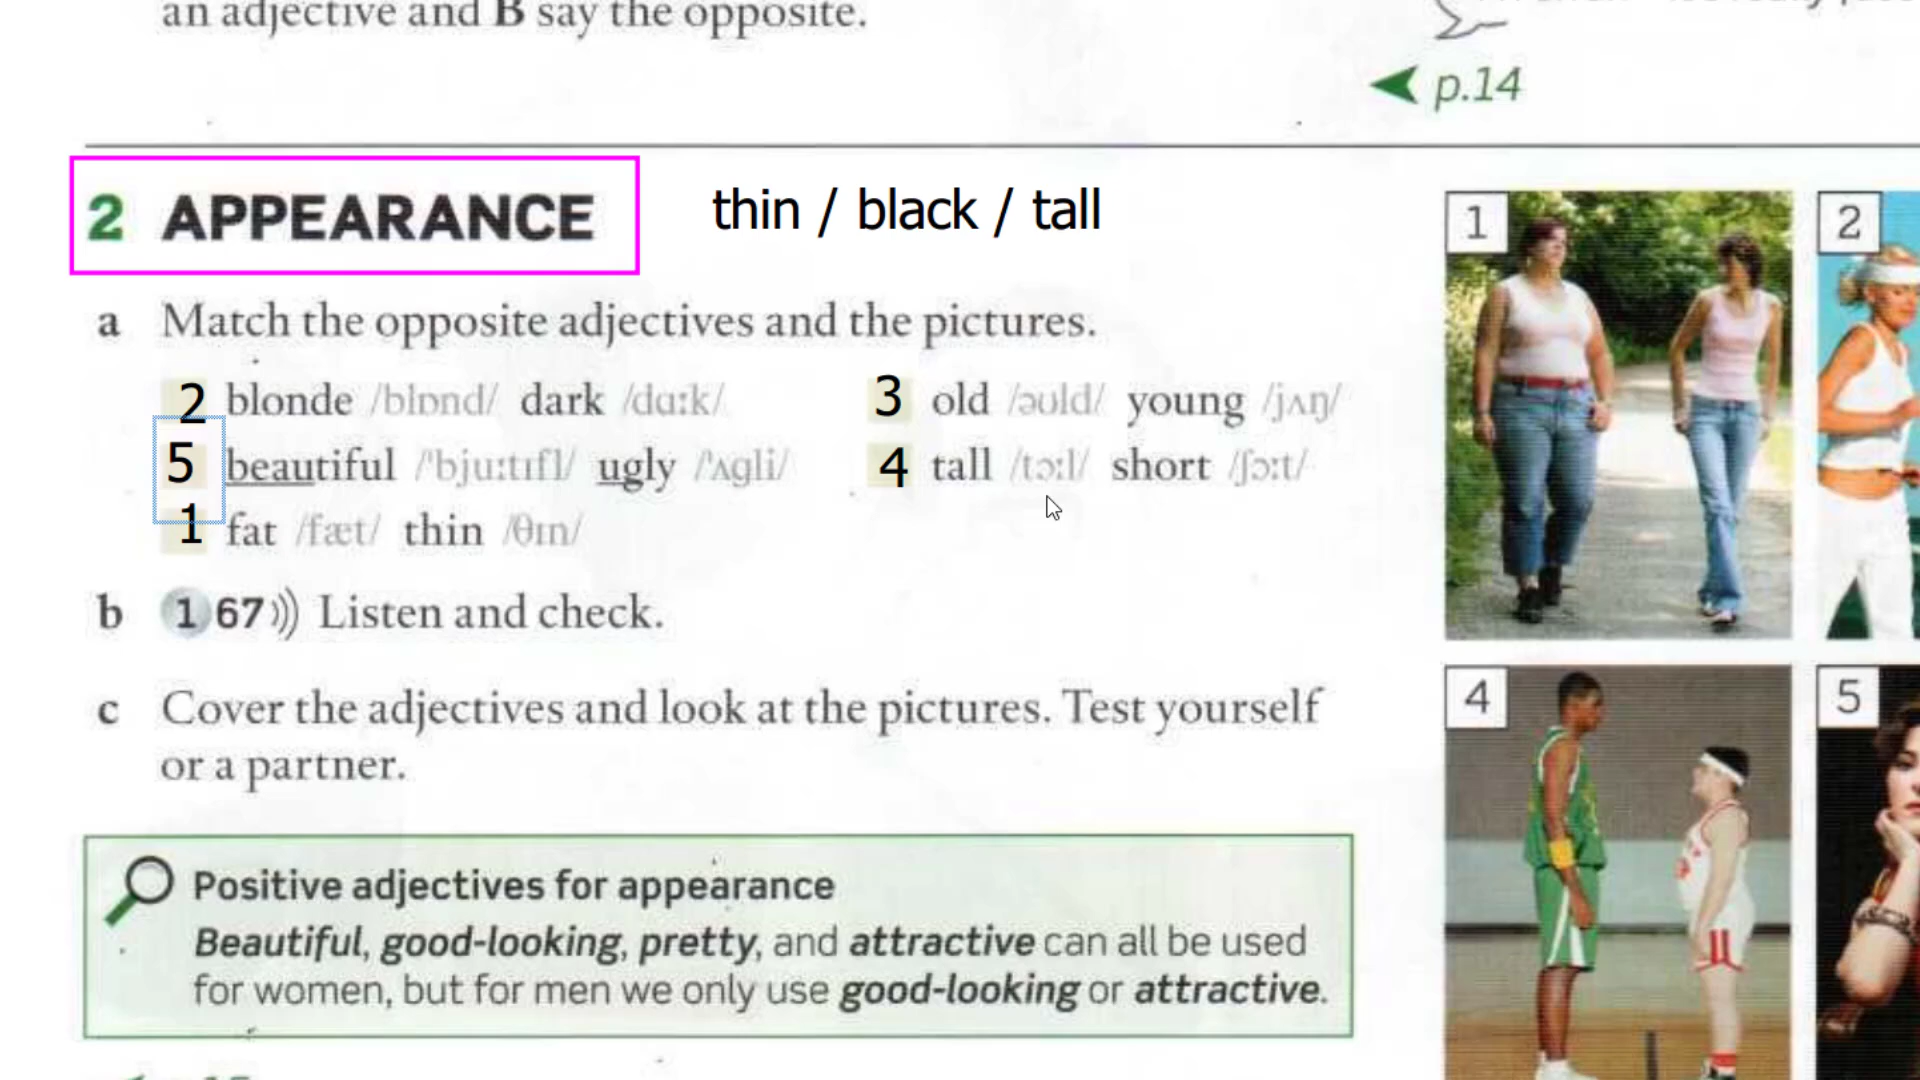 an adjective and B say the opposite.
p.14
2 APPEARANCE
thin / black / tall
a Match the opposite adjectives and the pictures.
2 blonde /blɒnd/ dark /dɑːk/
5 beautiful /ˈbjuːtɪfl/ ugly /ˈʌgli/
1 fat /fæt/ thin /θɪn/
3 old /əʊld/ young /jʌŋ/
4 tall /tɔːl/ short /ʃɔːt/
b 1 67))) Listen and check.
c Cover the adjectives and look at the pictures. Test yourself
or a partner.
Positive adjectives for appearance
Beautiful, good-looking, pretty, and attractive can all be used
for women, but for men we only use good-looking or attractive.
1
2
4
5